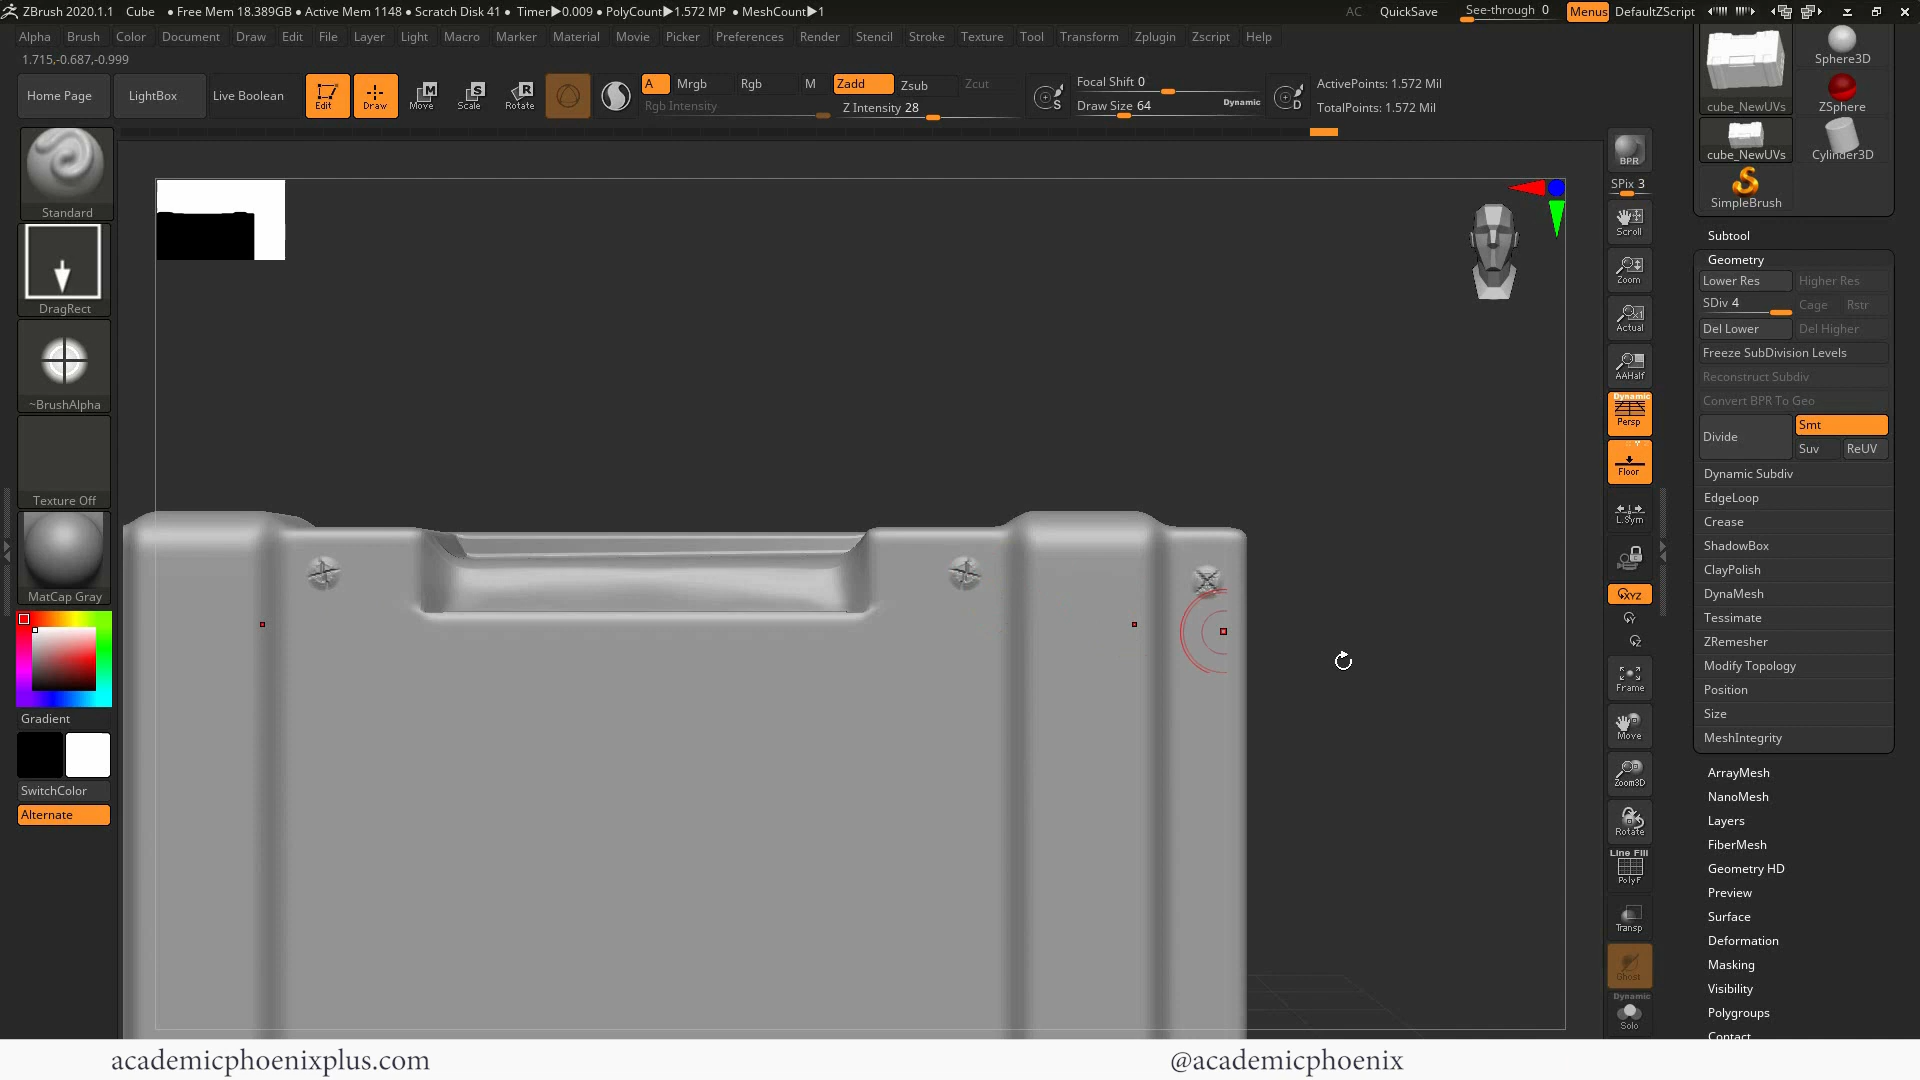 ZBrush 2020.1.1 Cube • Free Mem 18.389GB • Active Mem 1148 • Scratch Disk 41 • Timer▶0.009 • PolyCount▶1.572 MP • MeshCount▶1 AC QuickSave See-through 0 Menus DefaultZScript
Alpha Brush Color Document Draw Edit File Layer Light Macro Marker Material Movie Picker Preferences Render Stencil Stroke Texture Tool Transform Zplugin Zscript Help
1.715,-0.687,-0.999
Home Page LightBox Live Boolean Edit Draw Move Scale Rotate
A Mrgb Rgb M Zadd Zsub Zcut
Rgb Intensity Z Intensity 28
Focal Shift 0
Draw Size 64 Dynamic
ActivePoints: 1.572 Mil
TotalPoints: 1.572 Mil
Standard
DragRect
~BrushAlpha
Texture Off
MatCap Gray
Gradient
SwitchColor
Alternate
BPR
SPix 3
Scroll
Zoom
Actual
AAHalf
Dynamic
Persp
Floor
L.Sym
XYZ
Y
Z
Frame
Move
Zoom3D
Rotate
Line Fill
PolyF
Transp
Ghost
Dynamic
Solo
cube_NewUVs
Sphere3D
ZSphere
cube_NewUVs
Cylinder3D
SimpleBrush
Subtool
Geometry
Lower Res Higher Res
SDiv 4 Cage Rstr
Del Lower Del Higher
Freeze SubDivision Levels
Reconstruct Subdiv
Convert BPR To Geo
Divide Smt
Suv ReUV
Dynamic Subdiv
EdgeLoop
Crease
ShadowBox
ClayPolish
DynaMesh
Tessimate
ZRemesher
Modify Topology
Position
Size
MeshIntegrity
ArrayMesh
NanoMesh
Layers
FiberMesh
Geometry HD
Preview
Surface
Deformation
Masking
Visibility
Polygroups
Contact
academicphoenixplus.com
@academicphoenix